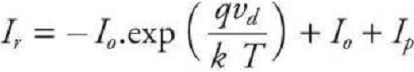 I_r = − I_o.exp ( qv_d / k T ) + I_o + I_p